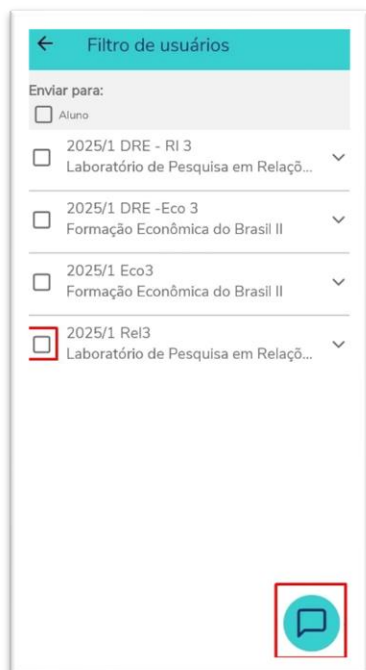 Filtro de usuários
Enviar para:
Aluno
2025/1 DRE - RI 3
Laboratório de Pesquisa em Relaçõ...
2025/1 DRE -Eco 3
Formação Econômica do Brasil II
2025/1 Eco3
Formação Econômica do Brasil II
2025/1 Rel3
Laboratório de Pesquisa em Relaçõ...